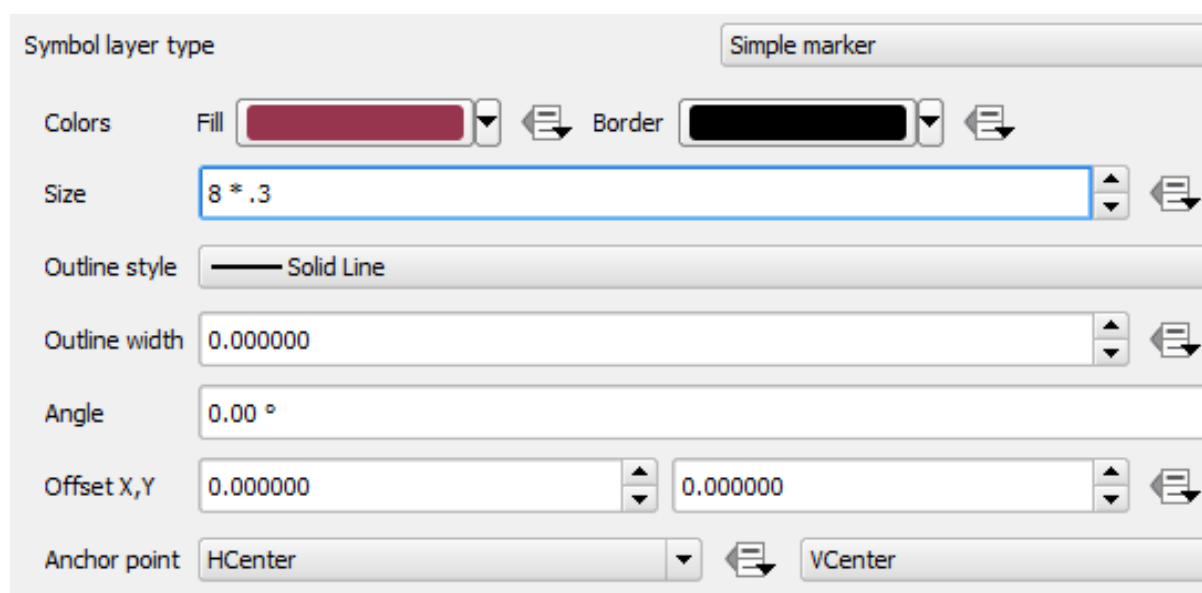 Symbol layer type Simple marker
Colors Fill Border
Size 8 * .3
Outline style Solid Line
Outline width 0.000000
Angle 0.00 °
Offset X,Y 0.000000 0.000000
Anchor point HCenter VCenter